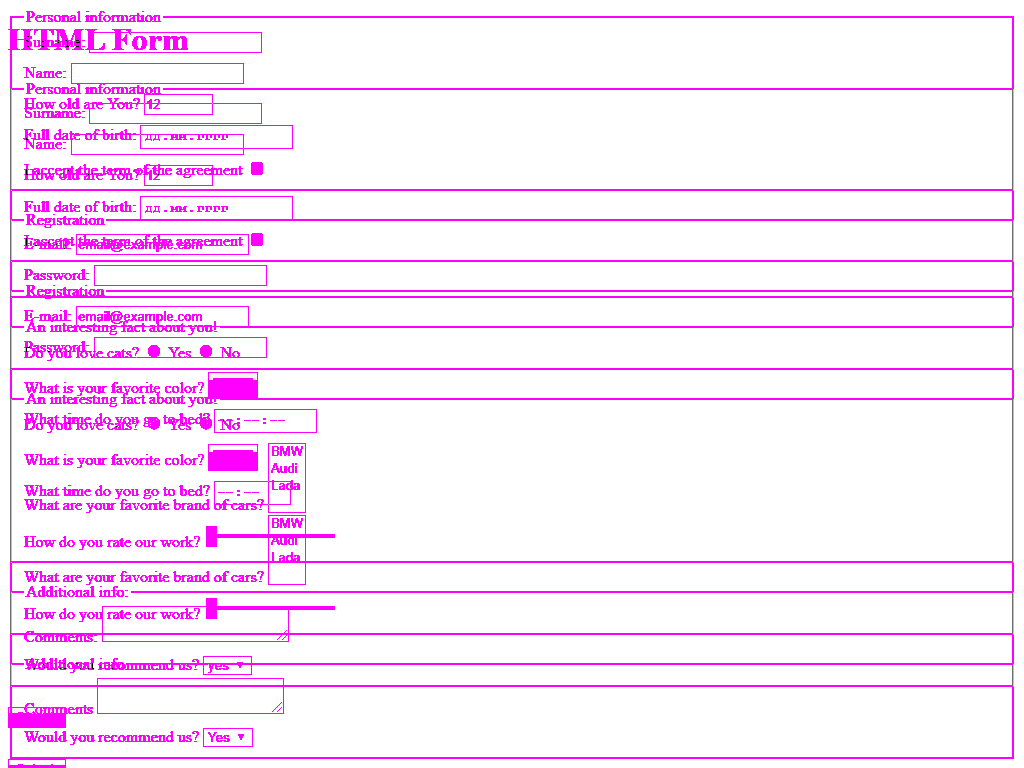 Personal information
HTML Form
Surname:
Name:
Personal information
How old are You? 12
Surname:
Full date of birth: дд.мм.гггг
Name:
I accept the term of the agreement
How old are You? 12
Full date of birth: дд.мм.гггг
Registration
I accept the term of the agreement
E-mail: email@example.com
Password:
Registration
E-mail: email@example.com
An interesting fact about you!
Password:
Do you love cats? Yes No
What is your favorite color?
An interesting fact about you!
What time do you go to bed? --:--:--
Do you love cats? Yes No
BMW
What is your favorite color?
Audi
Lada
What time do you go to bed? --:--
What are your favorite brand of cars?
BMW
How do you rate our work?
Audi
Lada
What are your favorite brand of cars?
Additional info:
How do you rate our work?
Comments:
Additional info
Would you recommend us? yes
Comments
Would you recommend us? Yes